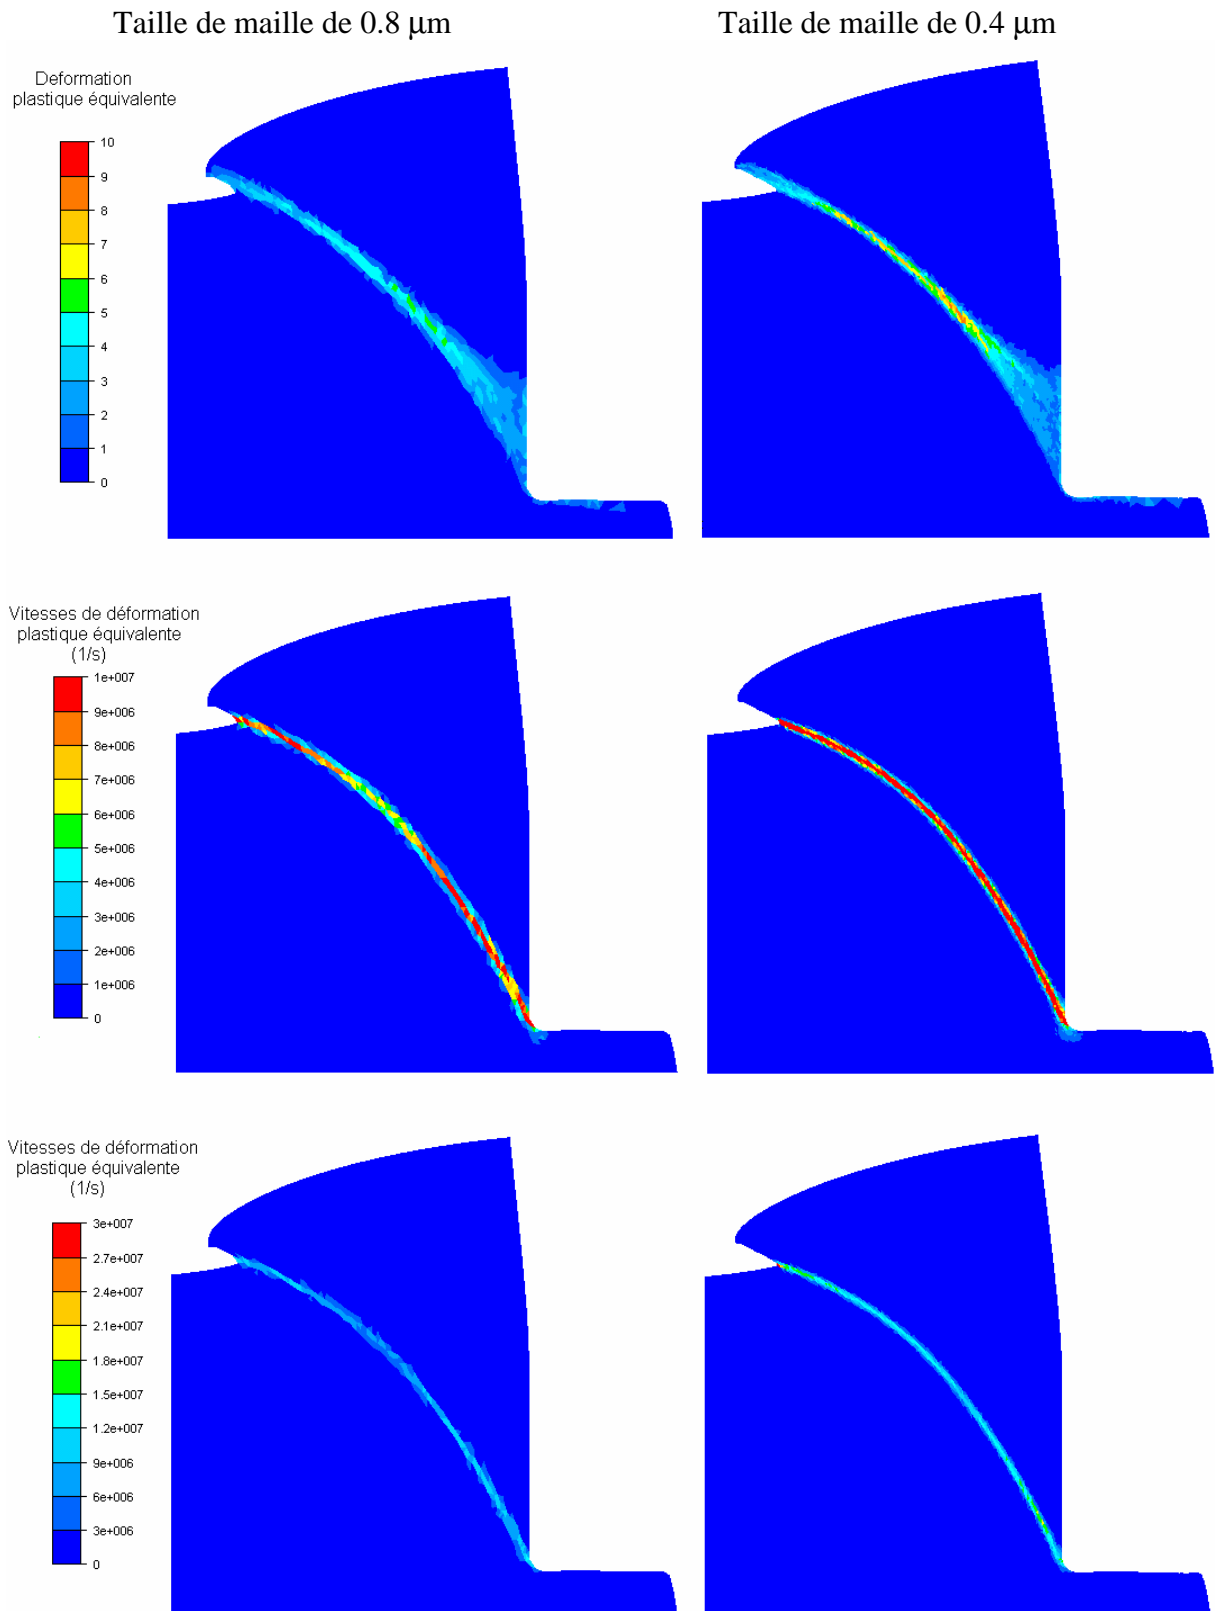 Taille de maille de 0.8 µm
Taille de maille de 0.4 µm
Deformation
plastique équivalente
10
9
8
7
6
5
4
3
2
1
0
Vitesses de déformation
plastique équivalente
(1/s)
1e+007
9e+006
8e+006
7e+006
6e+006
5e+006
4e+006
3e+006
2e+006
1e+006
0
Vitesses de déformation
plastique équivalente
(1/s)
3e+007
2.7e+007
2.4e+007
2.1e+007
1.8e+007
1.5e+007
1.2e+007
9e+006
6e+006
3e+006
0